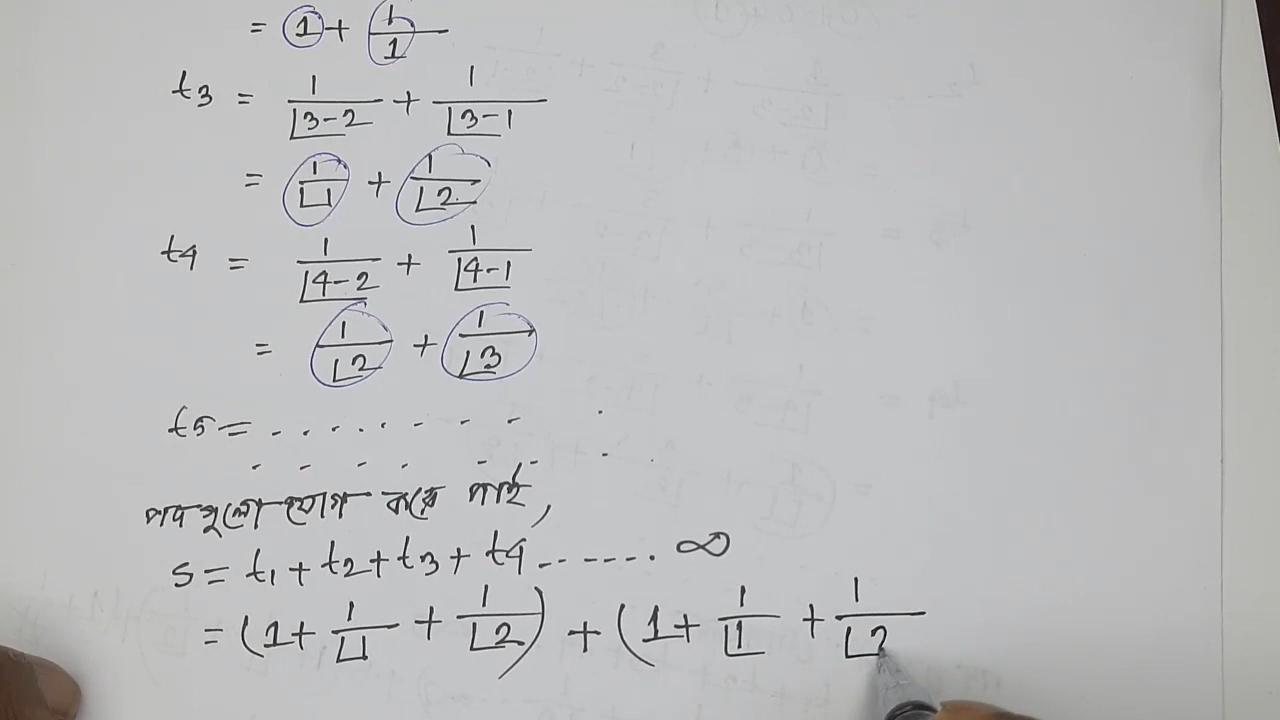 = 1 + 1/1
t3 = 1/⌊3-2 + 1/⌊3-1
= 1/⌊1 + 1/⌊2
t4 = 1/⌊4-2 + 1/⌊4-1
= 1/⌊2 + 1/⌊3
t5 = . . . . . . . . .
. . . . . . . .
পদগুলো যোগ করে পাই,
S = t1 + t2 + t3 + t4 ....... ∞
= (1 + 1/⌊1 + 1/⌊2) + (1 + 1/⌊1 + 1/⌊2